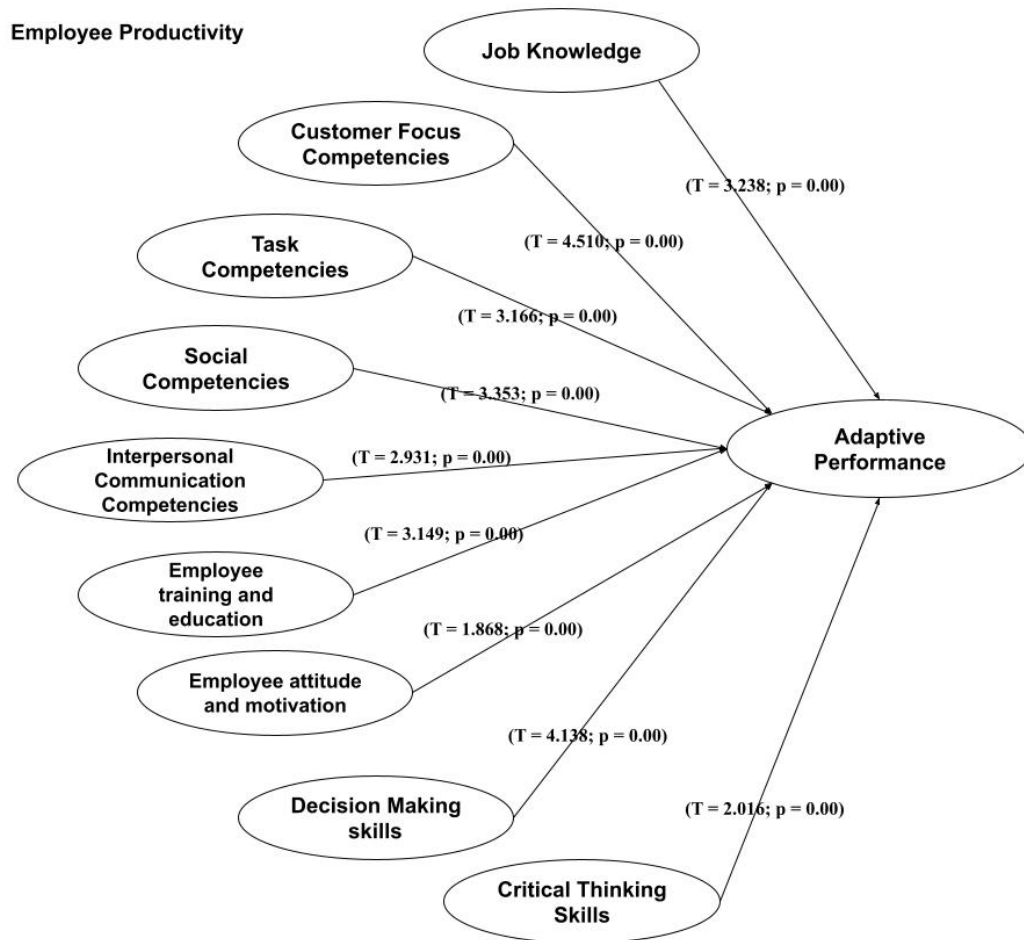 Employee Productivity
Job Knowledge
Customer Focus
Competencies
(T = 3.238; p = 0.00)
Task
Competencies
(T = 4.510; p = 0.00)
(T = 3.166; p = 0.00)
Social
Competencies
(T = 3.353; p = 0.00)
Adaptive
Performance
Interpersonal
Communication
Competencies
(T = 2.931; p = 0.00)
(T = 3.149; p = 0.00)
Employee
training and
education
(T = 1.868; p = 0.00)
Employee attitude
and motivation
(T = 4.138; p = 0.00)
Decision Making
skills
(T = 2.016; p = 0.00)
Critical Thinking
Skills